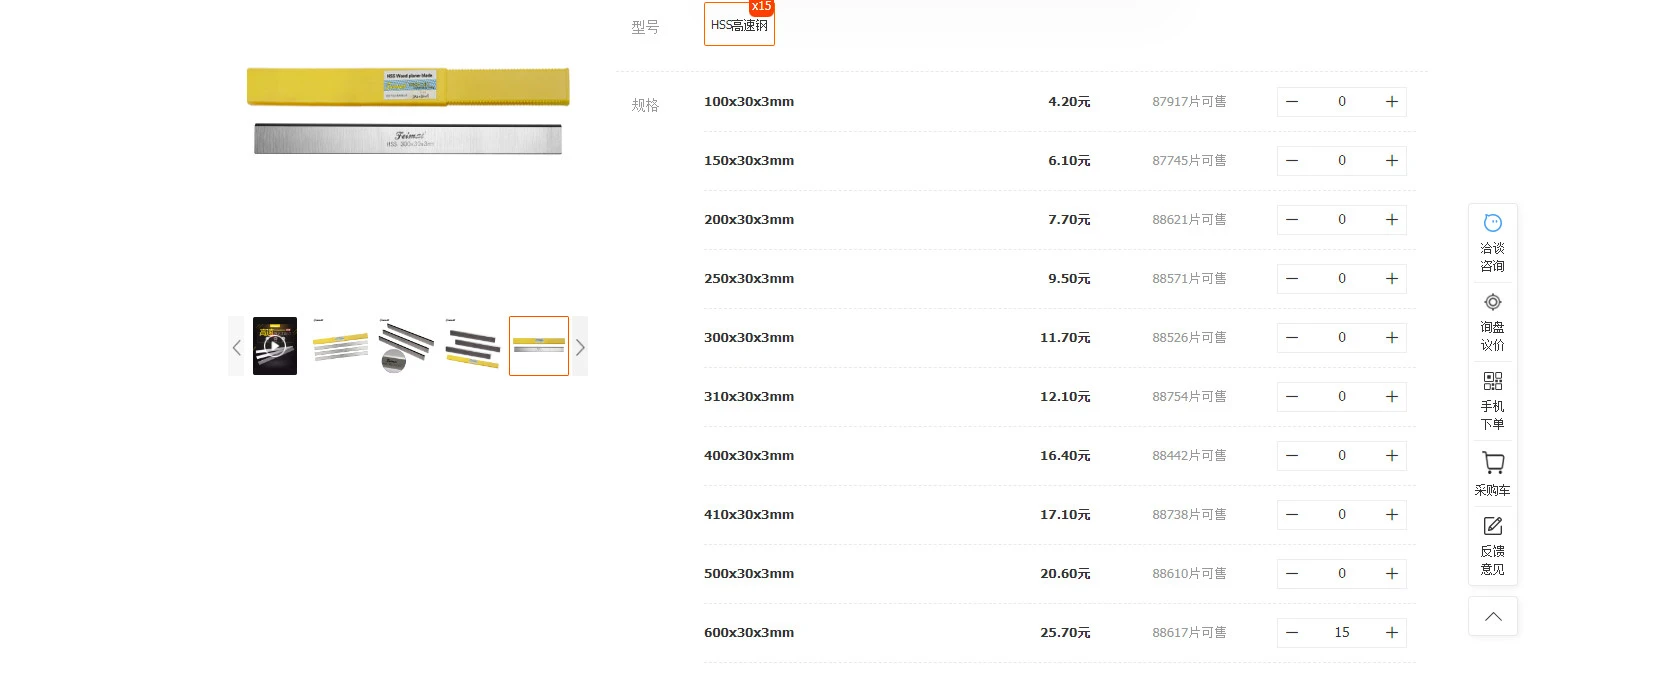 x15
型号
HSS高速钢
HSS Wood planer blade
Feimat
HSS 300x30x3mm
规格
100x30x3mm 4.20元 87917片可售 — 0 +
150x30x3mm 6.10元 87745片可售 — 0 +
200x30x3mm 7.70元 88621片可售 — 0 +
250x30x3mm 9.50元 88571片可售 — 0 +
300x30x3mm 11.70元 88526片可售 — 0 +
310x30x3mm 12.10元 88754片可售 — 0 +
400x30x3mm 16.40元 88442片可售 — 0 +
410x30x3mm 17.10元 88738片可售 — 0 +
500x30x3mm 20.60元 88610片可售 — 0 +
600x30x3mm 25.70元 88617片可售 — 15 +
洽谈
咨询
询盘
议价
手机
下单
采购车
反馈
意见